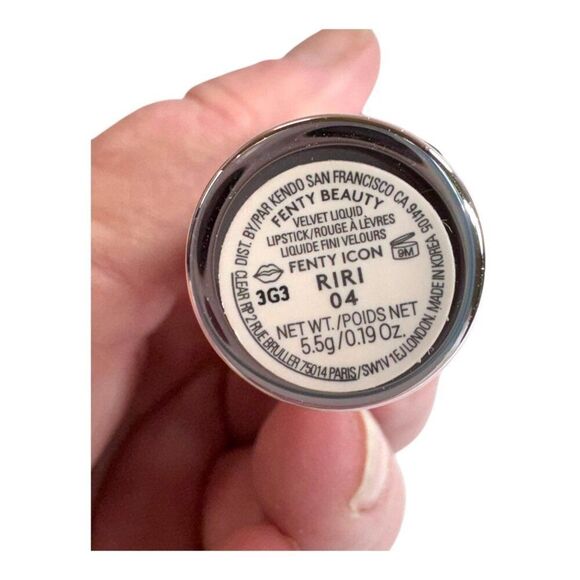 DIST. BY/PAR KENDO SAN FRANCISCO CA 94105
FENTY BEAUTY
VELVET LIQUID
LIPSTICK/ROUGE À LÈVRES
LIQUIDE FINI VELOURS
FENTY ICON
9M
RIRI
3G3
04
NET WT./POIDS NET
5.5g/0.19 Oz.
CLEAR RP 2 RUE BRULLER 75014 PARIS/SW1V 1EJ LONDON. MADE IN KOREA